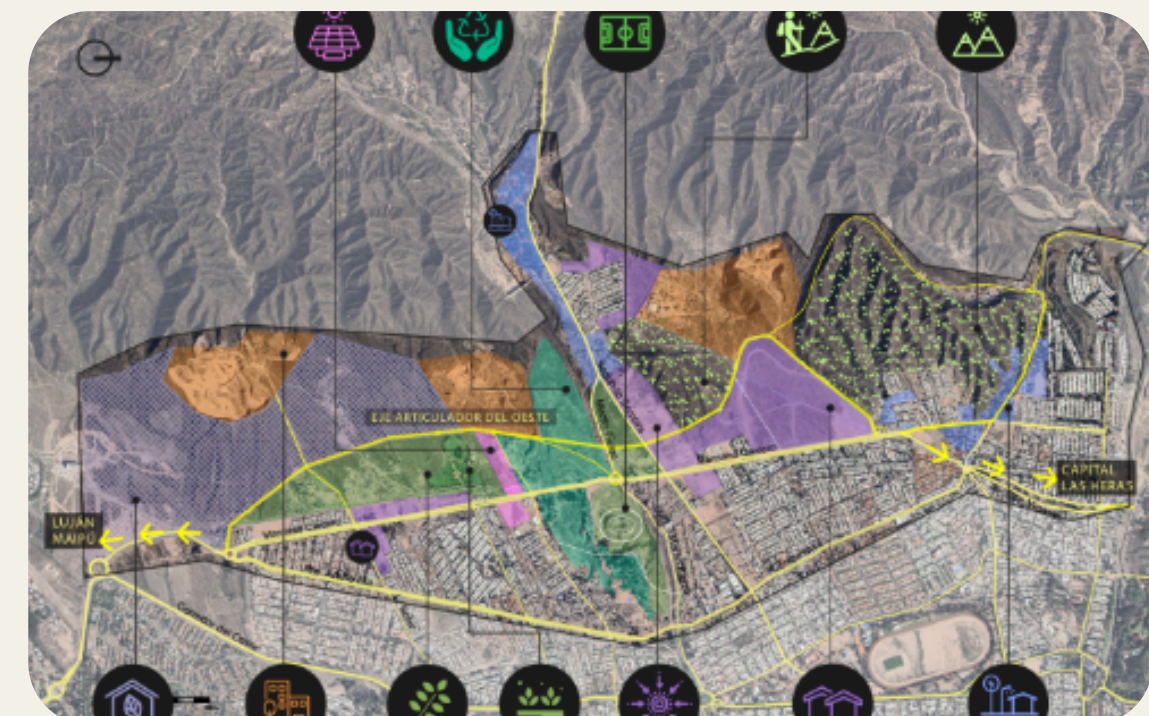 EJE ARTICULADOR DEL OESTE
LUJÁN
MAIPÚ
CAPITAL
LAS HERAS